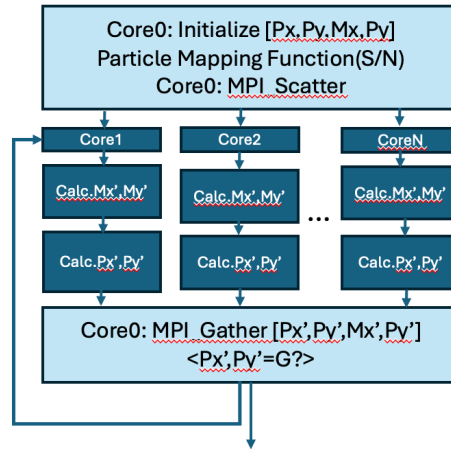 Core0: Initialize [Px,Py,Mx,Py]
Particle Mapping Function(S/N)
Core0: MPI_Scatter
Core1 Core2 CoreN
Calc.Mx’,My’ Calc.Mx’,My’ Calc.Mx’,My’
...
Calc.Px’,Py’ Calc.Px’,Py’ Calc.Px’,Py’
Core0: MPI_Gather [Px’,Py’,Mx’,Py’]
<Px’,Py’=G?>